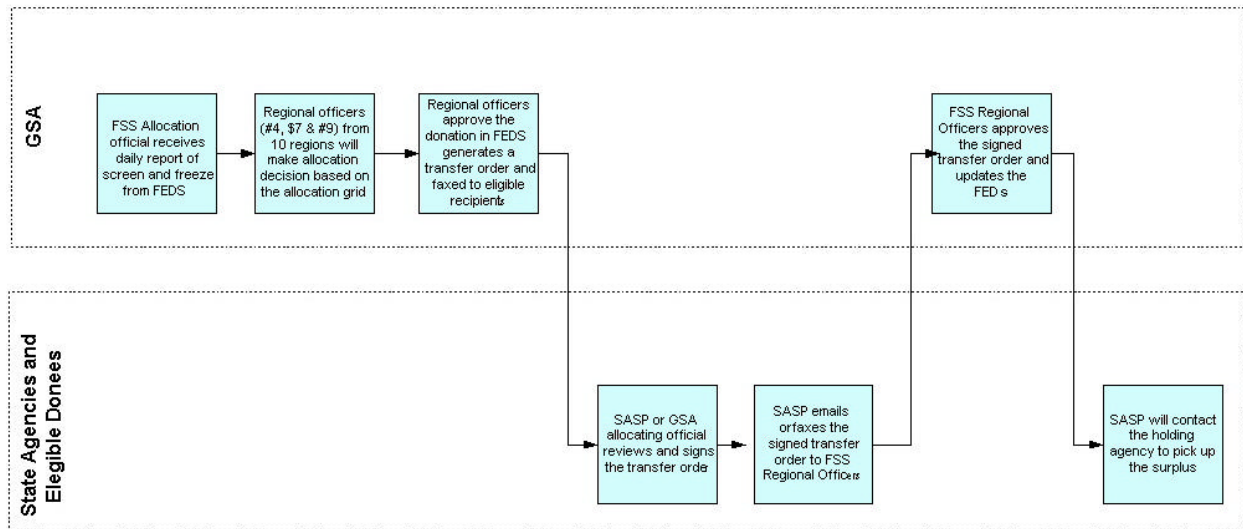 GSA
FSS Allocation
official receives
daily report of
screen and freeze
from FEDS
Regional officers
(#4, $7 & #9) from
10 regions will
make allocation
decision based on
the allocation grid
Regional officers
approve the
donation in FEDS
generates a
transfer order and
faxed to eligible
recipients
FSS Regional
Officers approves
the signed
transfer order and
updates the
FEDs
State Agencies and
Elegible Donees
SASP or GSA
allocating official
reviews and signs
the transfer order
SASP emails
orfaxes the
signed transfer
order to FSS
Regional Officers
SASP will contact
the holding
agency to pick up
the surplus